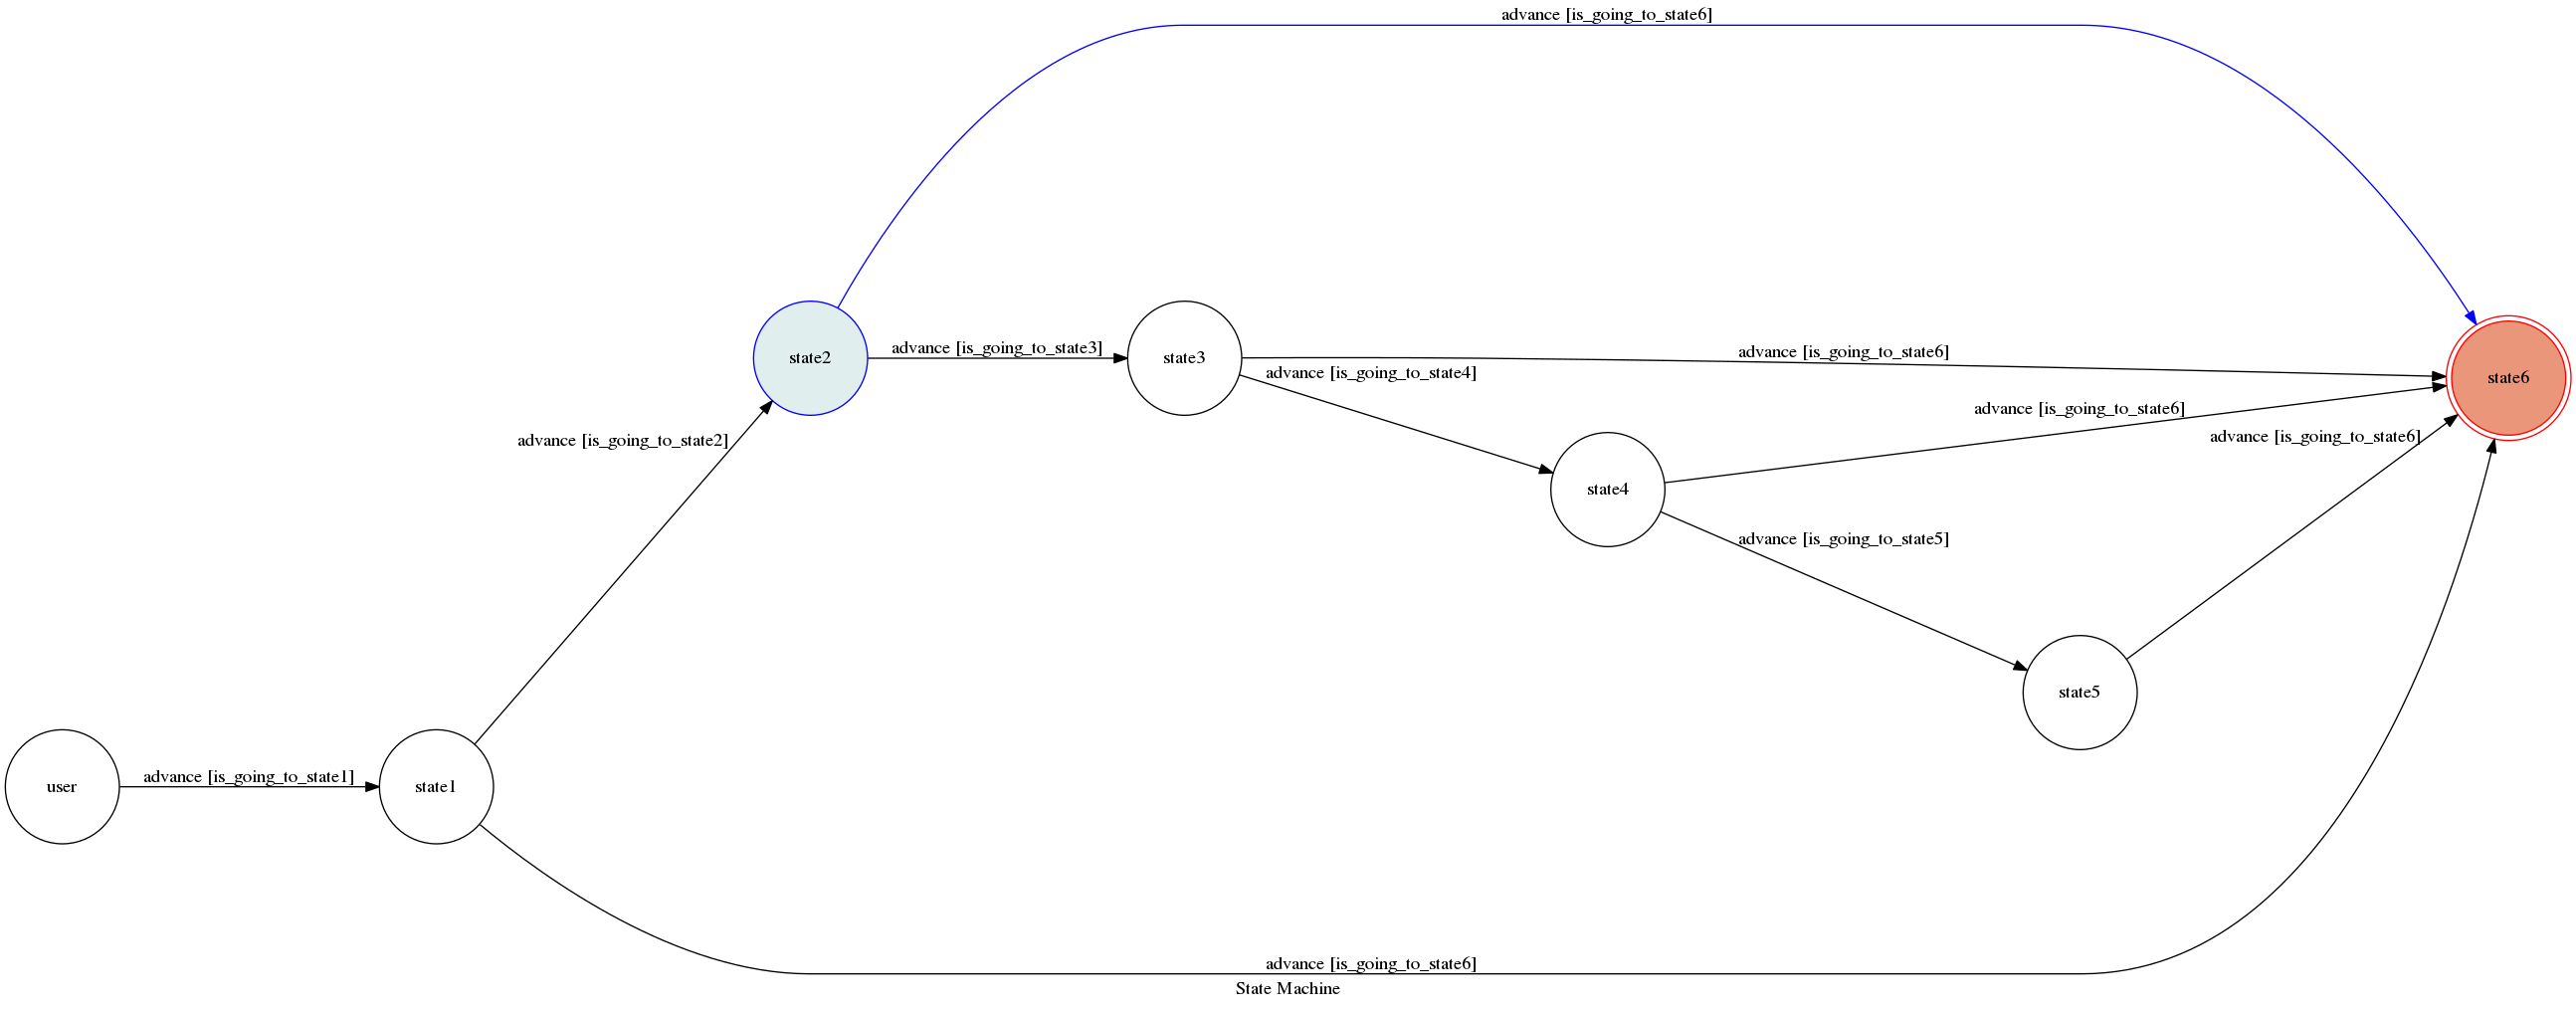 advance [is_going_to_state6]
advance [is_going_to_state3]
advance [is_going_to_state6]
state2
state3
advance [is_going_to_state4]
state6
advance [is_going_to_state6]
advance [is_going_to_state2]
advance [is_going_to_state6]
state4
advance [is_going_to_state5]
state5
advance [is_going_to_state1]
user
state1
advance [is_going_to_state6]
State Machine